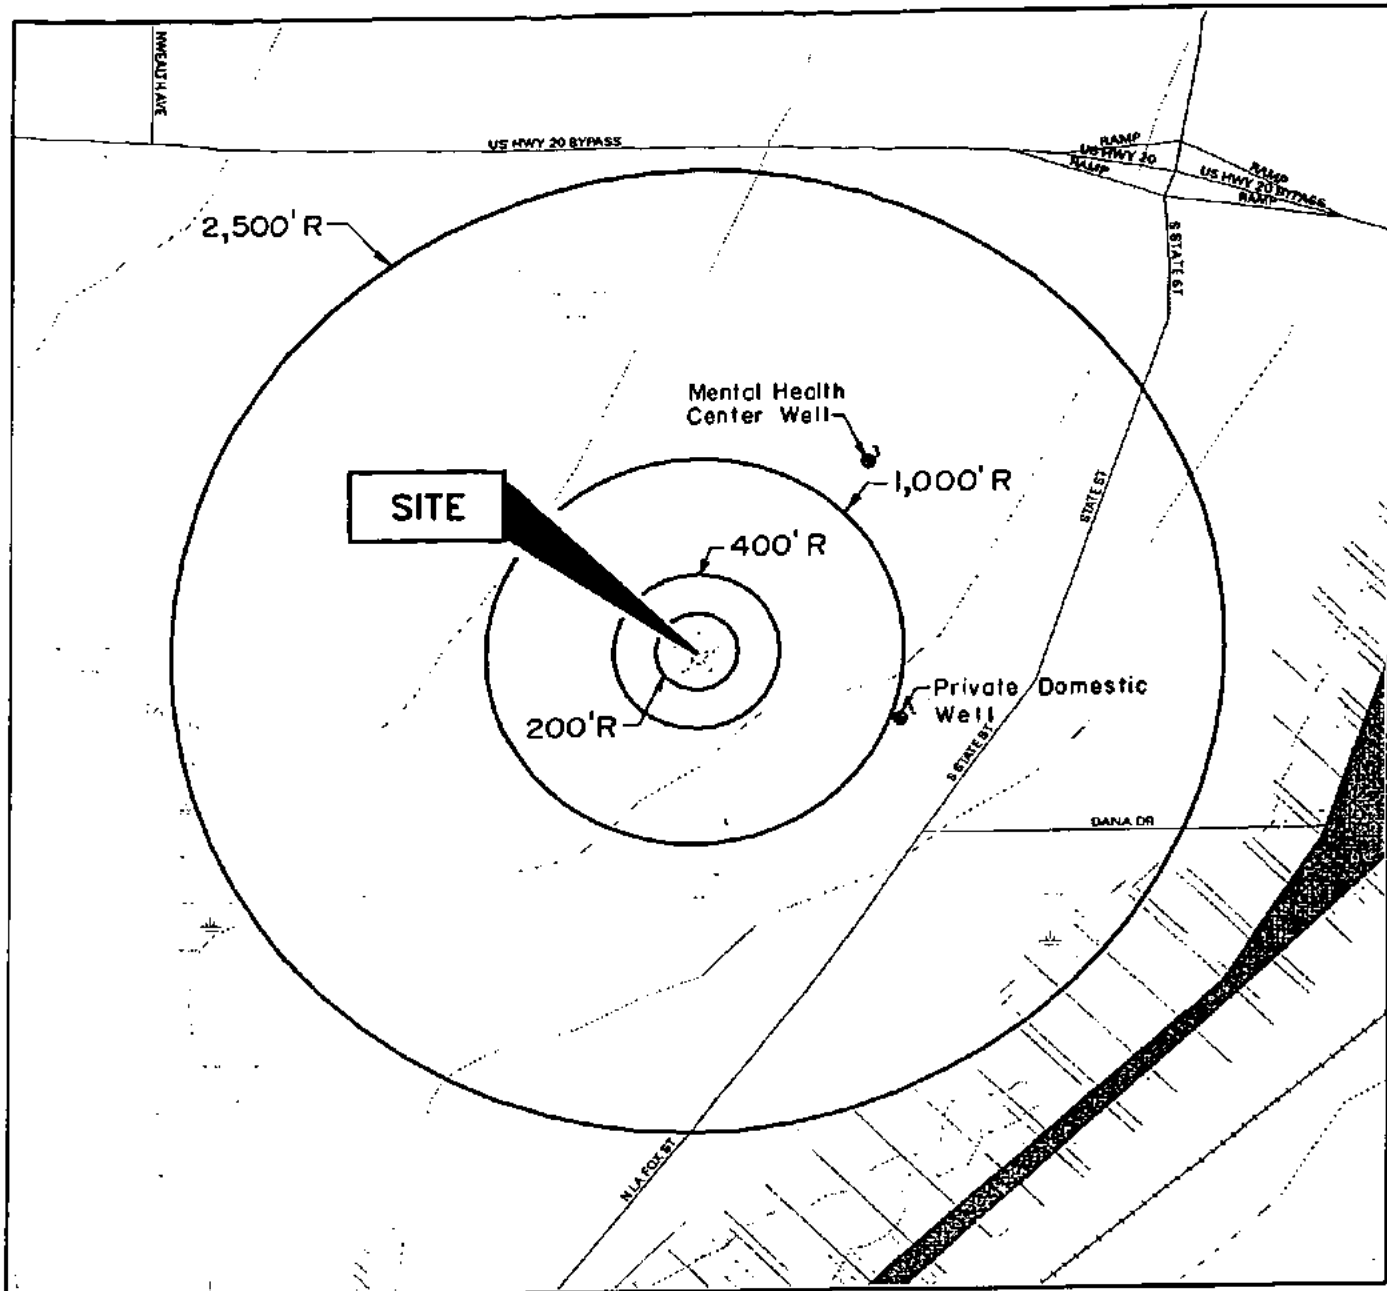 NWEALTH AVE
US HWY 20 BYPASS
RAMP
US HWY 20
RAMP
RAMP
US HWY 20 BYPASS
RAMP
2,500' R
S STATE ST
Mental Health
Center Well
3
1,000' R
SITE
STATE ST
400' R
Private Domestic
Well
200' R
S STATE ST
DANA DR
N LA FOX ST